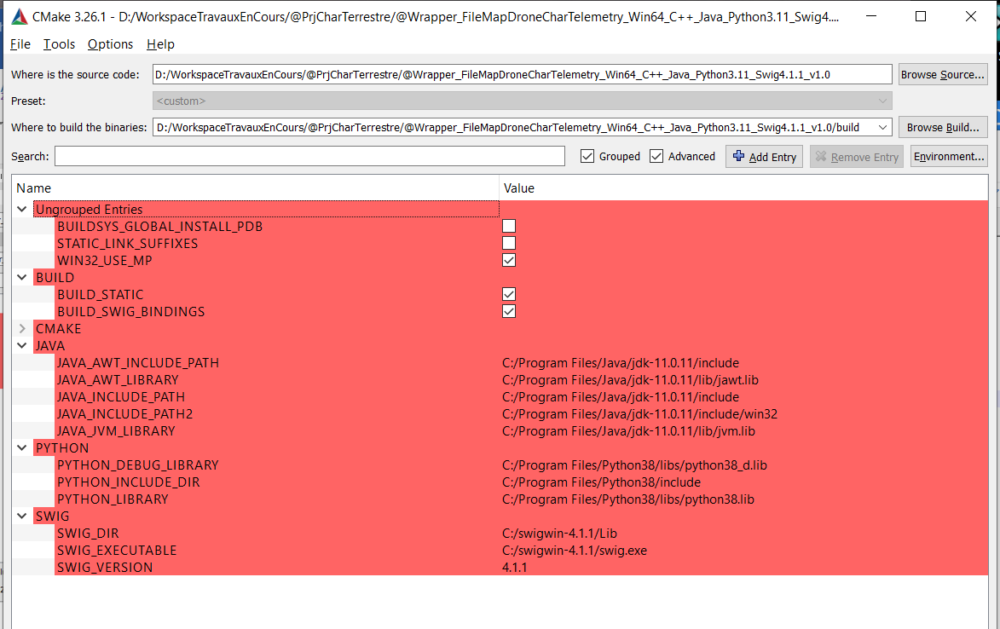 CMake 3.26.1 - D:/WorkspaceTravauxEnCours/@PrjCharTerrestre/@Wrapper_FileMapDroneCharTelemetry_Win64_C++_Java_Python3.11_Swig4....
File Tools Options Help
Where is the source code: D:/WorkspaceTravauxEnCours/@PrjCharTerrestre/@Wrapper_FileMapDroneCharTelemetry_Win64_C++_Java_Python3.11_Swig4.1.1_v1.0 Browse Source...
Preset: <custom>
Where to build the binaries: D:/WorkspaceTravauxEnCours/@PrjCharTerrestre/@Wrapper_FileMapDroneCharTelemetry_Win64_C++_Java_Python3.11_Swig4.1.1_v1.0/build Browse Build...
Search: Grouped Advanced Add Entry Remove Entry Environment...
Name Value
Ungrouped Entries
BUILDSYS_GLOBAL_INSTALL_PDB
STATIC_LINK_SUFFIXES
WIN32_USE_MP
BUILD
BUILD_STATIC
BUILD_SWIG_BINDINGS
CMAKE
JAVA
JAVA_AWT_INCLUDE_PATH C:/Program Files/Java/jdk-11.0.11/include
JAVA_AWT_LIBRARY C:/Program Files/Java/jdk-11.0.11/lib/jawt.lib
JAVA_INCLUDE_PATH C:/Program Files/Java/jdk-11.0.11/include
JAVA_INCLUDE_PATH2 C:/Program Files/Java/jdk-11.0.11/include/win32
JAVA_JVM_LIBRARY C:/Program Files/Java/jdk-11.0.11/lib/jvm.lib
PYTHON
PYTHON_DEBUG_LIBRARY C:/Program Files/Python38/libs/python38_d.lib
PYTHON_INCLUDE_DIR C:/Program Files/Python38/include
PYTHON_LIBRARY C:/Program Files/Python38/libs/python38.lib
SWIG
SWIG_DIR C:/swigwin-4.1.1/Lib
SWIG_EXECUTABLE C:/swigwin-4.1.1/swig.exe
SWIG_VERSION 4.1.1